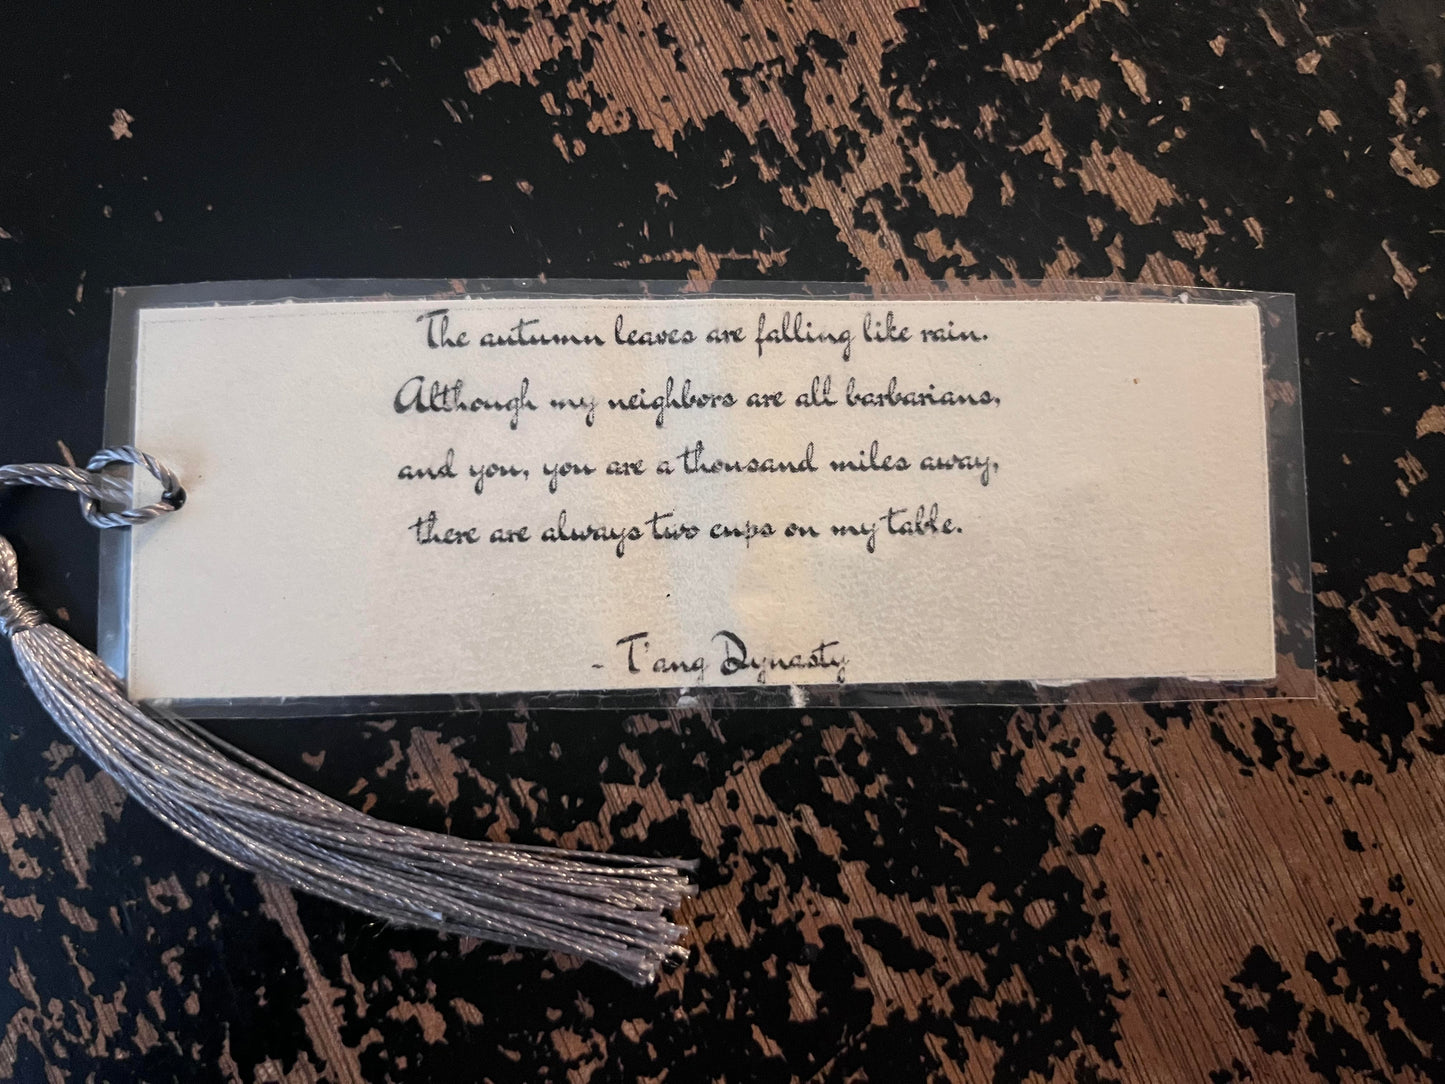 The autumn leaves are falling like rain.
Although my neighbors are all barbarians,
and you, you are a thousand miles away,
there are always two cups on my table.
- T'ang Dynasty